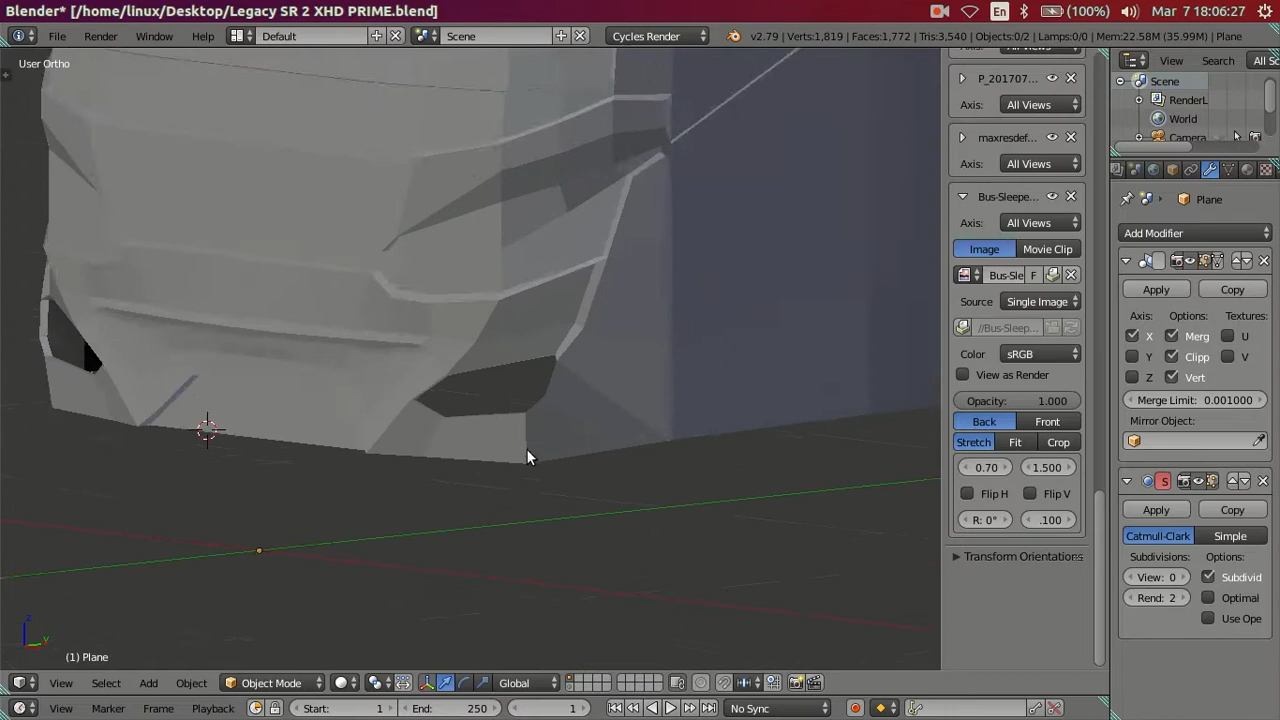 Blender* [/home/linux/Desktop/Legacy SR 2 XHD PRIME.blend]
En (100%) Mar 7 18:06:27
File Render Window Help Default Scene Cycles Render v2.79 | Verts:1,819 | Faces:1,772 | Tris:3,540 | Objects:0/2 | Lamps:0/0 | Mem:22.58M (35.99M) | Plane
User Ortho
View Search All Sc
P_201707...
Scene
Axis: All Views
RenderL
World
maxresdef...
Camera
Axis: All Views
Bus-Sleepe...
Plane
Axis: All Views
Add Modifier
Image Movie Clip
Bus-Sle F
Apply Copy
Source Single Image
Axis: Options: Textures:
//Bus-Sleep...
X Merg U
Color sRGB
Y Clipp V
View as Render
Z Vert
Opacity: 1.000
Merge Limit: 0.001000
Back Front
Mirror Object:
Stretch Fit Crop
0.70 1.500
S
Flip H Flip V
Apply Copy
R: 0° .100
Catmull-Clark Simple
Transform Orientations
Subdivisions: Options:
View: 0 Subdivid
Rend: 2 Optimal
Use Ope
z
y
(1) Plane
View Select Add Object Object Mode Global
View Marker Frame Playback Start: 1 End: 250 1 No Sync